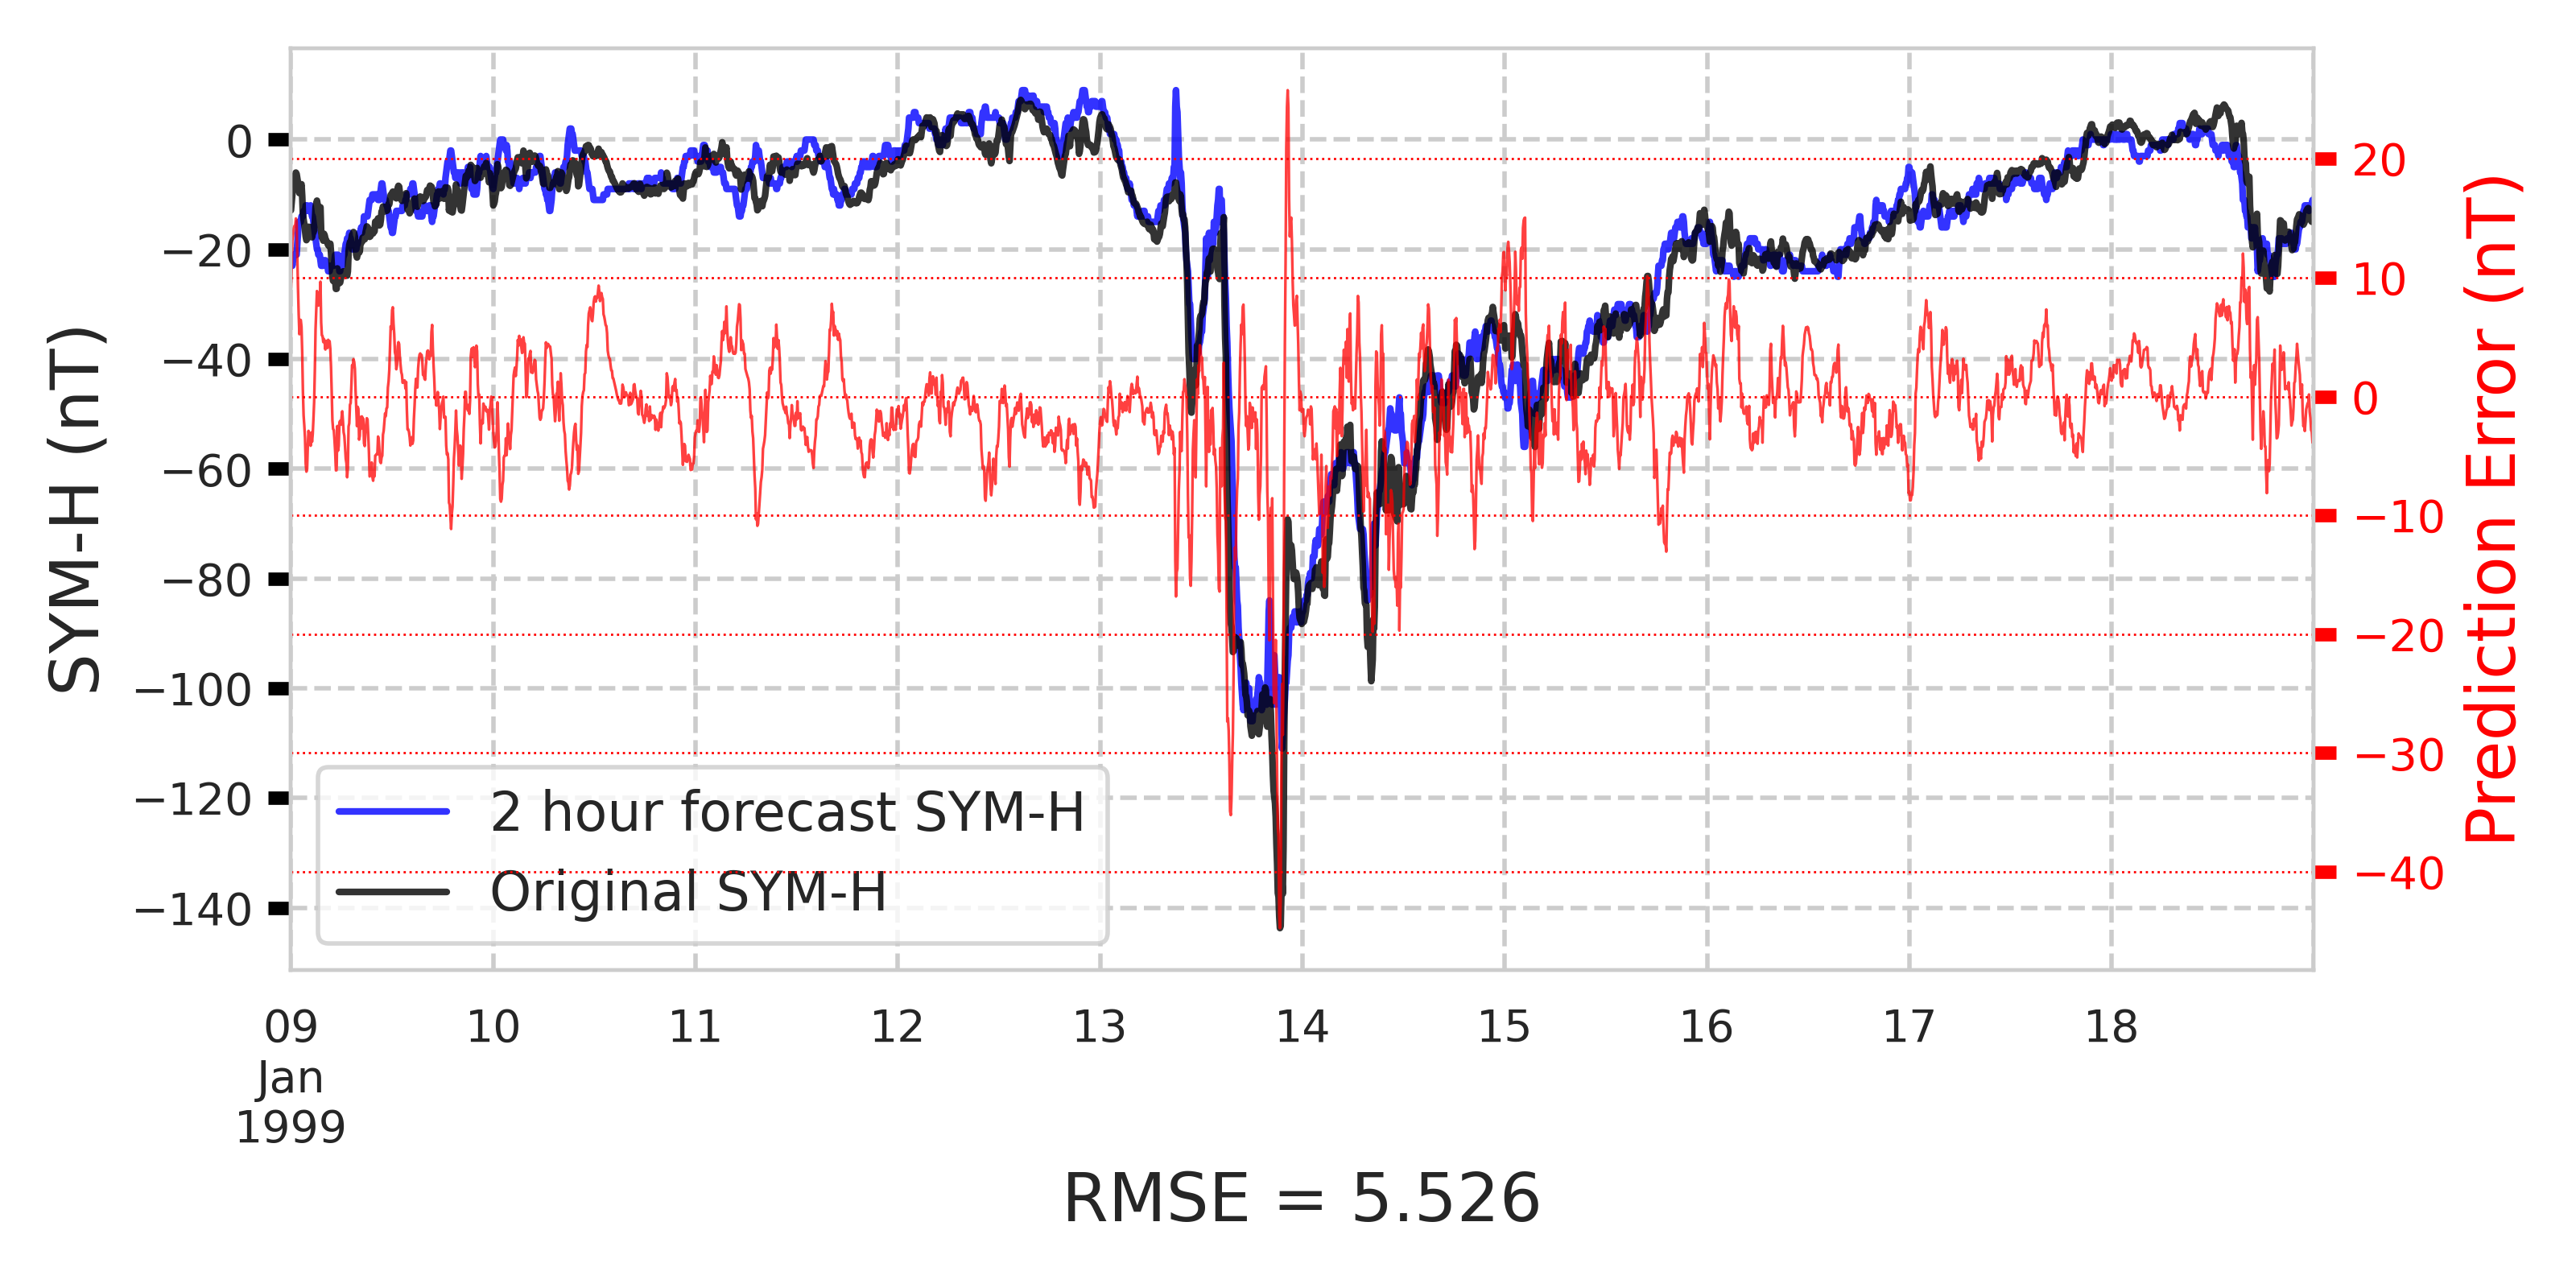 SYM-H (nT)
0
−20
−40
−60
−80
−100
−120
−140
2 hour forecast SYM-H
Original SYM-H
20
10
0
−10
−20
−30
−40
Prediction Error (nT)
09 10 11 12 13 14 15 16 17 18
Jan
1999
RMSE = 5.526